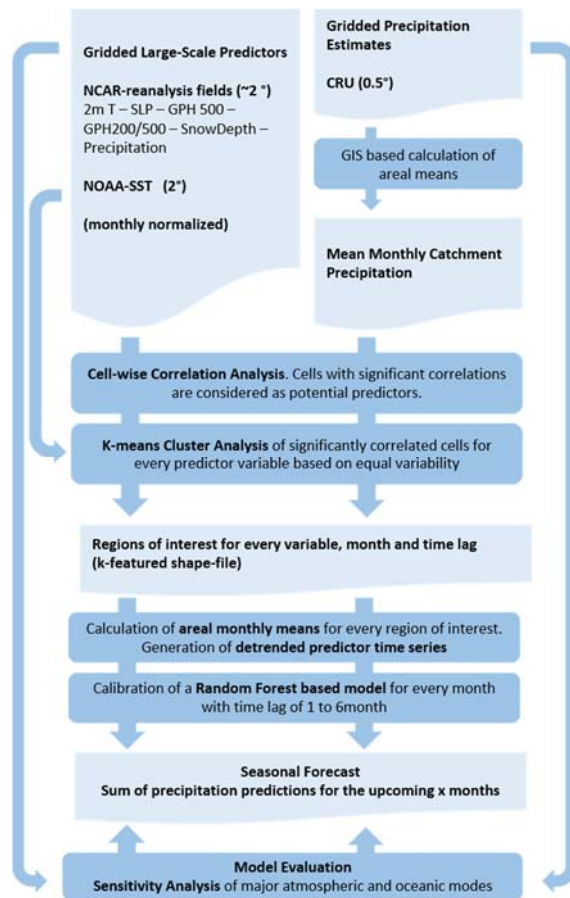 Gridded Large-Scale Predictors
NCAR-reanalysis fields (~2 °)
2m T – SLP – GPH 500 –
GPH200/500 – SnowDepth –
Precipitation
NOAA-SST (2°)
(monthly normalized)
Gridded Precipitation
Estimates
CRU (0.5°)
GIS based calculation of
areal means
Mean Monthly Catchment
Precipitation
Cell-wise Correlation Analysis. Cells with significant correlations
are considered as potential predictors.
K-means Cluster Analysis of significantly correlated cells for
every predictor variable based on equal variability
Regions of interest for every variable, month and time lag
(k-featured shape-file)
Calculation of areal monthly means for every region of interest.
Generation of detrended predictor time series
Calibration of a Random Forest based model for every month
with time lag of 1 to 6month
Seasonal Forecast
Sum of precipitation predictions for the upcoming x months
Model Evaluation
Sensitivity Analysis of major atmospheric and oceanic modes